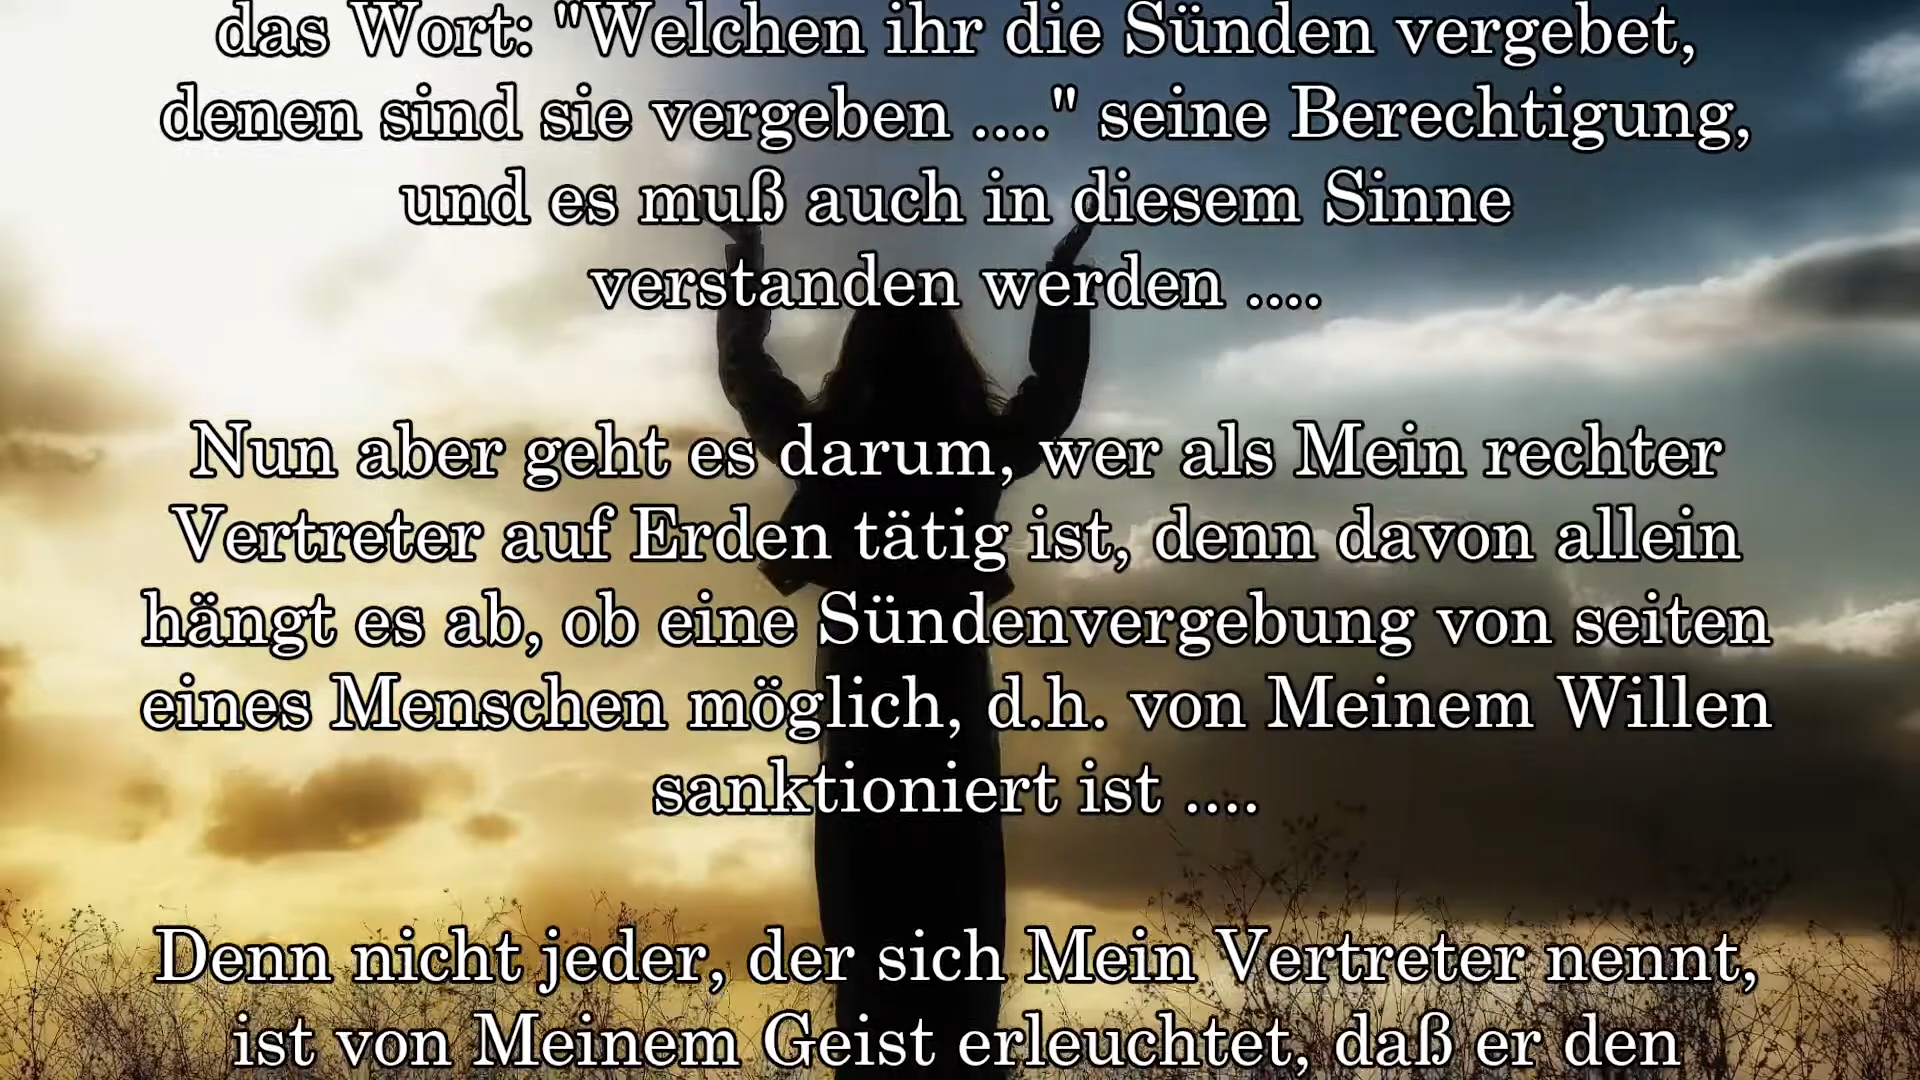 das Wort: "Welchen ihr die Sünden vergebet,
denen sind sie vergeben ...." seine Berechtigung,
und es muß auch in diesem Sinne
verstanden werden ....
Nun aber geht es darum, wer als Mein rechter
Vertreter auf Erden tätig ist, denn davon allein
hängt es ab, ob eine Sündenvergebung von seiten
eines Menschen möglich, d.h. von Meinem Willen
sanktioniert ist ....
Denn nicht jeder, der sich Mein Vertreter nennt,
ist von Meinem Geist erleuchtet, daß er den